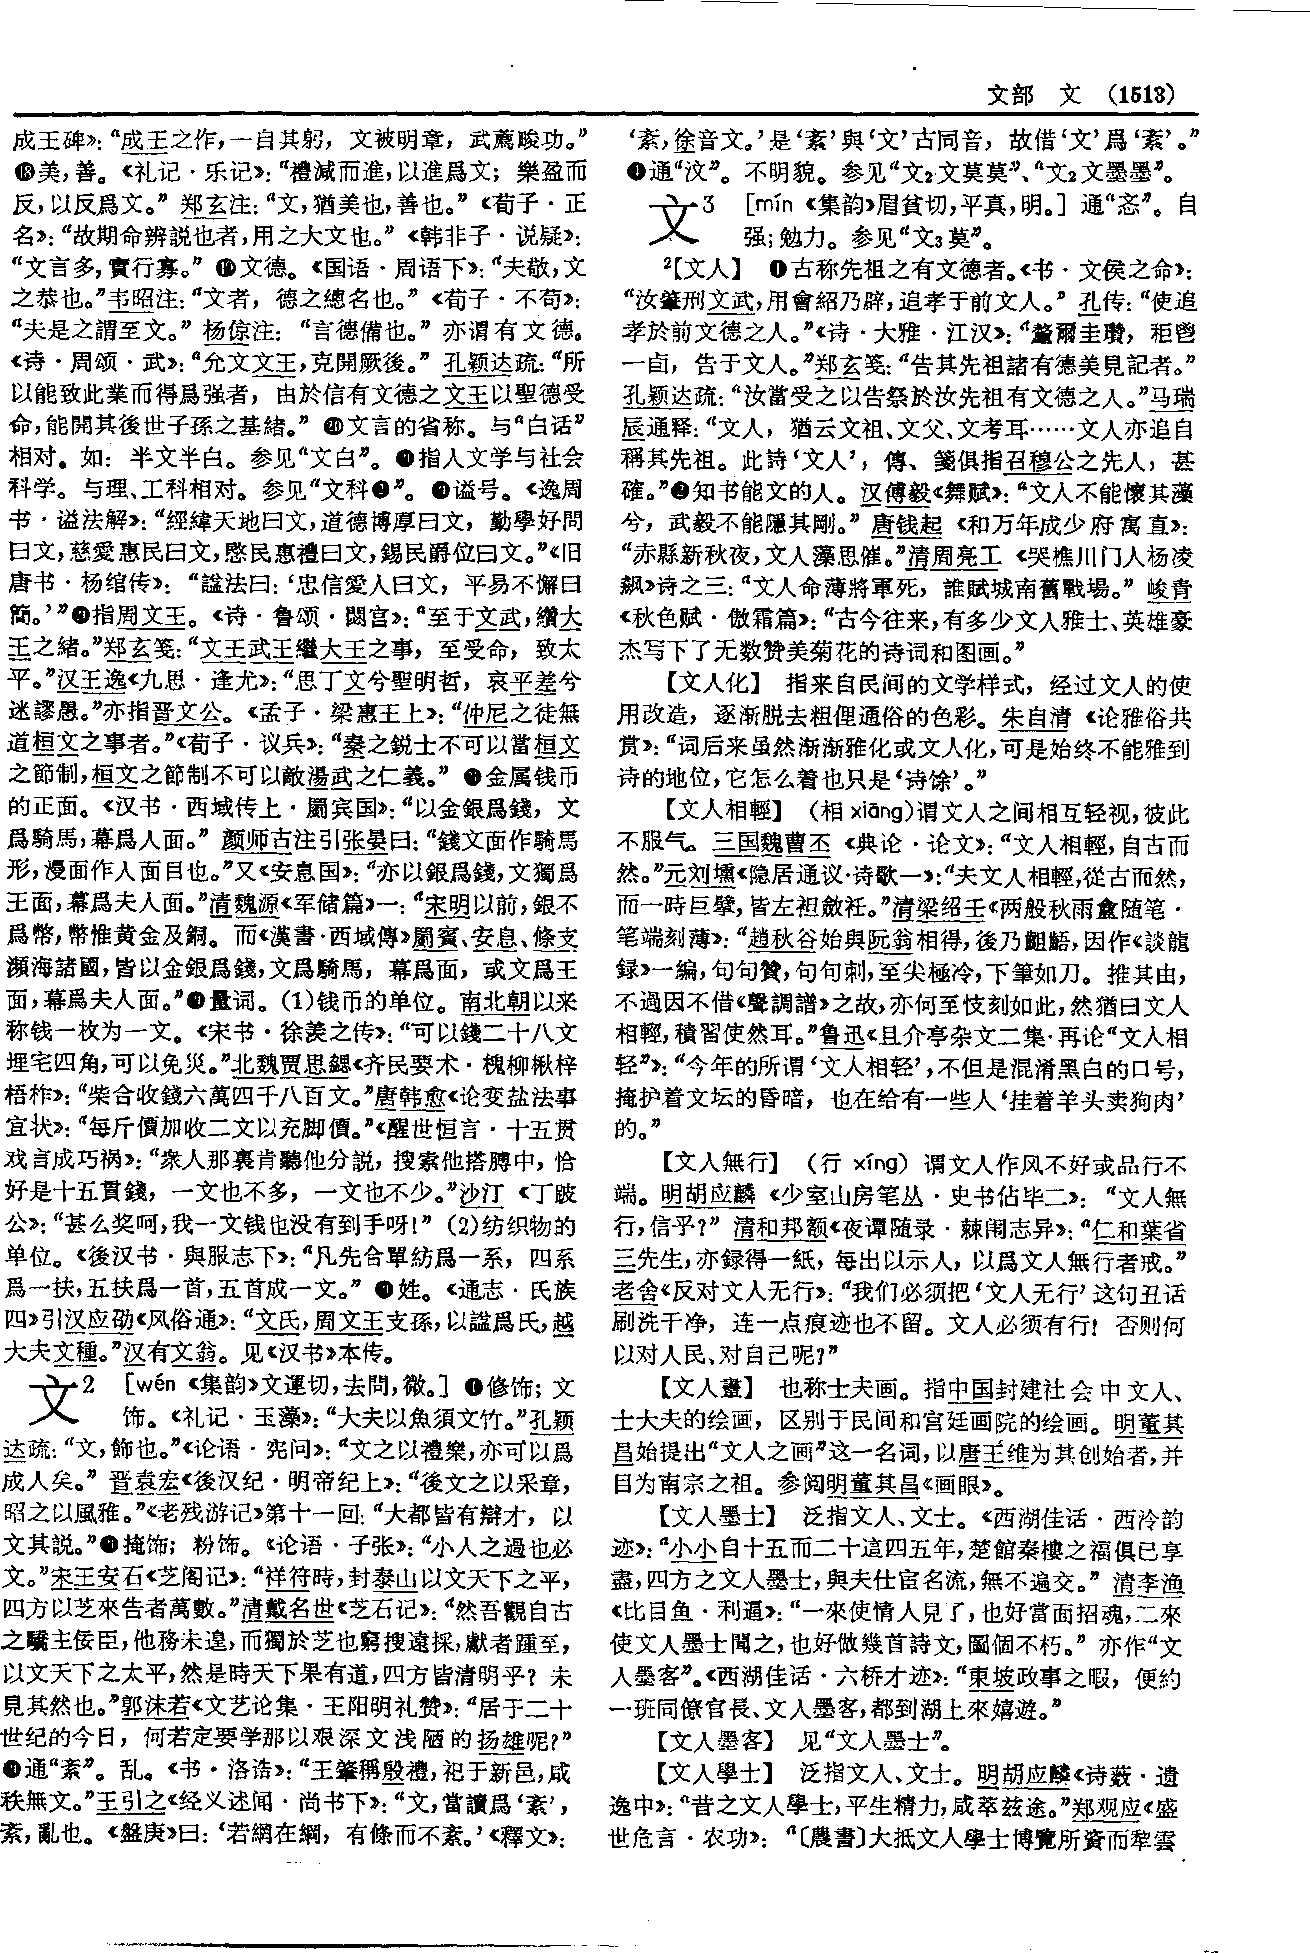 文部　文　(1513)
成王碑》：“成王之作，一自其躬，文被明章，武薦晙功。”
⓲美，善。《礼记·乐记》：“禮減而進，以進爲文；樂盈而
反，以反爲文。”郑玄注：“文，猶美也，善也。”《荀子·正
名》：“故期命辨説也者，用之大文也。”《韩非子·说疑》：
“文言多，實行寡。”⓳文德。《国语·周语下》：“夫敬，文
之恭也。”韦昭注：“文者，德之總名也。”《荀子·不苟》：
“夫是之謂至文。”杨倞注：“言德備也。”亦谓有文德。
《诗·周颂·武》：“允文文王，克開厥後。”孔颖达疏：“所
以能致此業而得爲强者，由於信有文德之文王以聖德受
命，能開其後世子孫之基緒。”⓴文言的省称。与“白话”
相对。如：半文半白。参见“文白”。㉑指人文学与社会
科学。与理、工科相对。参见“文科❷”。㉒谥号。《逸周
书·谥法解》：“經緯天地曰文，道德博厚曰文，勤學好問
曰文，慈愛惠民曰文，愍民惠禮曰文，錫民爵位曰文。”《旧
唐书·杨绾传》：“謚法曰：‘忠信愛人曰文，平易不懈曰
簡。’”㉓指周文王。《诗·鲁颂·閟宫》：“至于文武，纘大
王之緒。”郑玄笺：“文王武王繼大王之事，至受命，致太
平。”汉王逸《九思·逢尤》：“思丁文兮聖明哲，哀平差兮
迷謬愚。”亦指晋文公。《孟子·梁惠王上》：“仲尼之徒無
道桓文之事者。”《荀子·议兵》：“秦之鋭士不可以當桓文
之節制，桓文之節制不可以敵湯武之仁義。”㉔金属钱币
的正面。《汉书·西域传上·罽宾国》：“以金銀爲錢，文
爲騎馬，幕爲人面。”颜师古注引张晏曰：“錢文面作騎馬
形，漫面作人面目也。”又《安息国》：“亦以銀爲錢，文獨爲
王面，幕爲夫人面。”清魏源《军储篇》一：“宋明以前，銀不
爲幣，幣惟黄金及銅。而《漢書·西域傳》罽賓、安息、條支
瀕海諸國，皆以金銀爲錢，文爲騎馬，幕爲面，或文爲王
面，幕爲夫人面。”㉕量词。(1)钱币的单位。南北朝以来
称钱一枚为一文。《宋书·徐羡之传》：“可以錢二十八文
埋宅四角，可以免災。”北魏贾思勰《齐民要术·槐柳楸梓
梧柞》：“柴合收錢六萬四千八百文。”唐韩愈《论变盐法事
宜状》：“每斤價加收二文以充脚價。”《醒世恒言·十五贯
戏言成巧祸》：“衆人那裏肯聽他分説，搜索他搭膊中，恰
好是十五貫錢，一文也不多，一文也不少。”沙汀《丁跛
公》：“甚么奖呵，我一文钱也没有到手呀！”(2)纺织物的
单位。《後汉书·舆服志下》：“凡先合單紡爲一系，四系
爲一扶，五扶爲一首，五首成一文。”㉖姓。《通志·氏族
四》引汉应劭《风俗通》：“文氏，周文王支孫，以謚爲氏，越
大夫文種。”汉有文翁。见《汉书》本传。
文2　[wén《集韵》文運切，去問，微。]❶修饰；文
饰。《礼记·玉藻》：“大夫以魚須文竹。”孔颖
达疏：“文，飾也。”《论语·宪问》：“文之以禮樂，亦可以爲
成人矣。”晋袁宏《後汉纪·明帝纪上》：“後文之以采章，
昭之以風雅。”《老残游记》第十一回：“大都皆有辯才，以
文其説。”❷掩饰；粉饰。《论语·子张》：“小人之過也必
文。”宋王安石《芝阁记》：“祥符時，封泰山以文天下之平，
四方以芝來告者萬數。”清戴名世《芝石记》：“然吾觀自古
之驕主佞臣，他務未遑，而獨於芝也窮搜遠採，獻者踵至，
以文天下之太平，然是時天下果有道，四方皆清明乎？未
見其然也。”郭沫若《文艺论集·王阳明礼赞》：“居于二十
世纪的今日，何若定要学那以艰深文浅陋的扬雄呢？”
❸通“紊”。乱。《书·洛诰》：“王肇稱殷禮，祀于新邑，咸
秩無文。”王引之《经义述闻·尚书下》：“文，當讀爲‘紊’，
紊，亂也。《盤庚》曰：‘若網在綱，有條而不紊。’《釋文》：
‘紊，徐音文。’是‘紊’與‘文’古同音，故借‘文’爲‘紊’。”
❹通“汶”。不明貌。参见“文2文莫莫”、“文2文墨墨”。
文3　[mín《集韵》眉貧切，平真，明。]通“忞”。自
强；勉力。参见“文3莫”。
2【文人】　❶古称先祖之有文德者。《书·文侯之命》：
“汝肇刑文武，用會紹乃辟，追孝于前文人。”孔传：“使追
孝於前文德之人。”《诗·大雅·江汉》：“釐爾圭瓚，秬鬯
一卣，告于文人。”郑玄笺：“告其先祖諸有德美見記者。”
孔颖达疏：“汝當受之以告祭於汝先祖有文德之人。”马瑞
辰通释：“文人，猶云文祖、文父、文考耳……文人亦追自
稱其先祖。此詩‘文人’，傳、箋俱指召穆公之先人，甚
確。”❷知书能文的人。汉傅毅《舞赋》：“文人不能懷其藻
兮，武毅不能隱其剛。”唐钱起《和万年成少府寓直》：
“赤縣新秋夜，文人藻思催。”清周亮工《哭樵川门人杨凌
飙》诗之三：“文人命薄將軍死，誰賦城南舊戰場。”峻青
《秋色赋·傲霜篇》：“古今往来，有多少文人雅士、英雄豪
杰写下了无数赞美菊花的诗词和图画。”
【文人化】　指来自民间的文学样式，经过文人的使
用改造，逐渐脱去粗俚通俗的色彩。朱自清《论雅俗共
赏》：“词后来虽然渐渐雅化或文人化，可是始终不能雅到
诗的地位，它怎么着也只是‘诗馀’。”
【文人相輕】　（相 xiāng）谓文人之间相互轻视，彼此
不服气。三国魏曹丕《典论·论文》：“文人相輕，自古而
然。”元刘壎《隐居通议·诗歌一》：“夫文人相輕，從古而然，
而一時巨擘，皆左袒斂衽。”清梁绍壬《两般秋雨盦随笔·
笔端刻薄》：“趙秋谷始與阮翁相得，後乃齟齬，因作《談龍
録》一编，句句贊，句句刺，至尖極冷，下筆如刀。推其由，
不過因不借《聲調譜》之故，亦何至忮刻如此，然猶曰文人
相輕，積習使然耳。”鲁迅《且介亭杂文二集·再论“文人相
轻”》：“今年的所谓‘文人相轻’，不但是混淆黑白的口号，
掩护着文坛的昏暗，也在给有一些人‘挂着羊头卖狗肉’
的。”
【文人無行】　（行 xíng）谓文人作风不好或品行不
端。明胡应麟《少室山房笔丛·史书佔毕二》：“文人無
行，信乎？”清和邦额《夜谭随录·棘闱志异》：“仁和葉省
三先生，亦録得一紙，每出以示人，以爲文人無行者戒。”
老舍《反对文人无行》：“我们必须把‘文人无行’这句丑话
刷洗干净，连一点痕迹也不留。文人必须有行！否则何
以对人民、对自己呢？”
【文人畫】　也称士夫画。指中国封建社会中文人、
士大夫的绘画，区别于民间和宫廷画院的绘画。明董其
昌始提出“文人之画”这一名词，以唐王维为其创始者，并
目为南宗之祖。参阅明董其昌《画眼》。
【文人墨士】　泛指文人、文士。《西湖佳话·西泠韵
迹》：“小小自十五而二十這四五年，楚館秦樓之福俱已享
盡，四方之文人墨士，與夫仕宦名流，無不遍交。”清李渔
《比目鱼·利逼》：“一來使情人見了，也好當面招魂，二來
使文人墨士聞之，也好做幾首詩文，圖個不朽。”亦作“文
人墨客”。《西湖佳话·六桥才迹》：“東坡政事之暇，便約
一班同僚官長、文人墨客，都到湖上來嬉遊。”
【文人墨客】　见“文人墨士”。
【文人學士】　泛指文人、文士。明胡应麟《诗薮·遗
逸中》：“昔之文人學士，平生精力，咸萃兹途。”郑观应《盛
世危言·农功》：“〔農書〕大抵文人學士博覽所資而犂雲